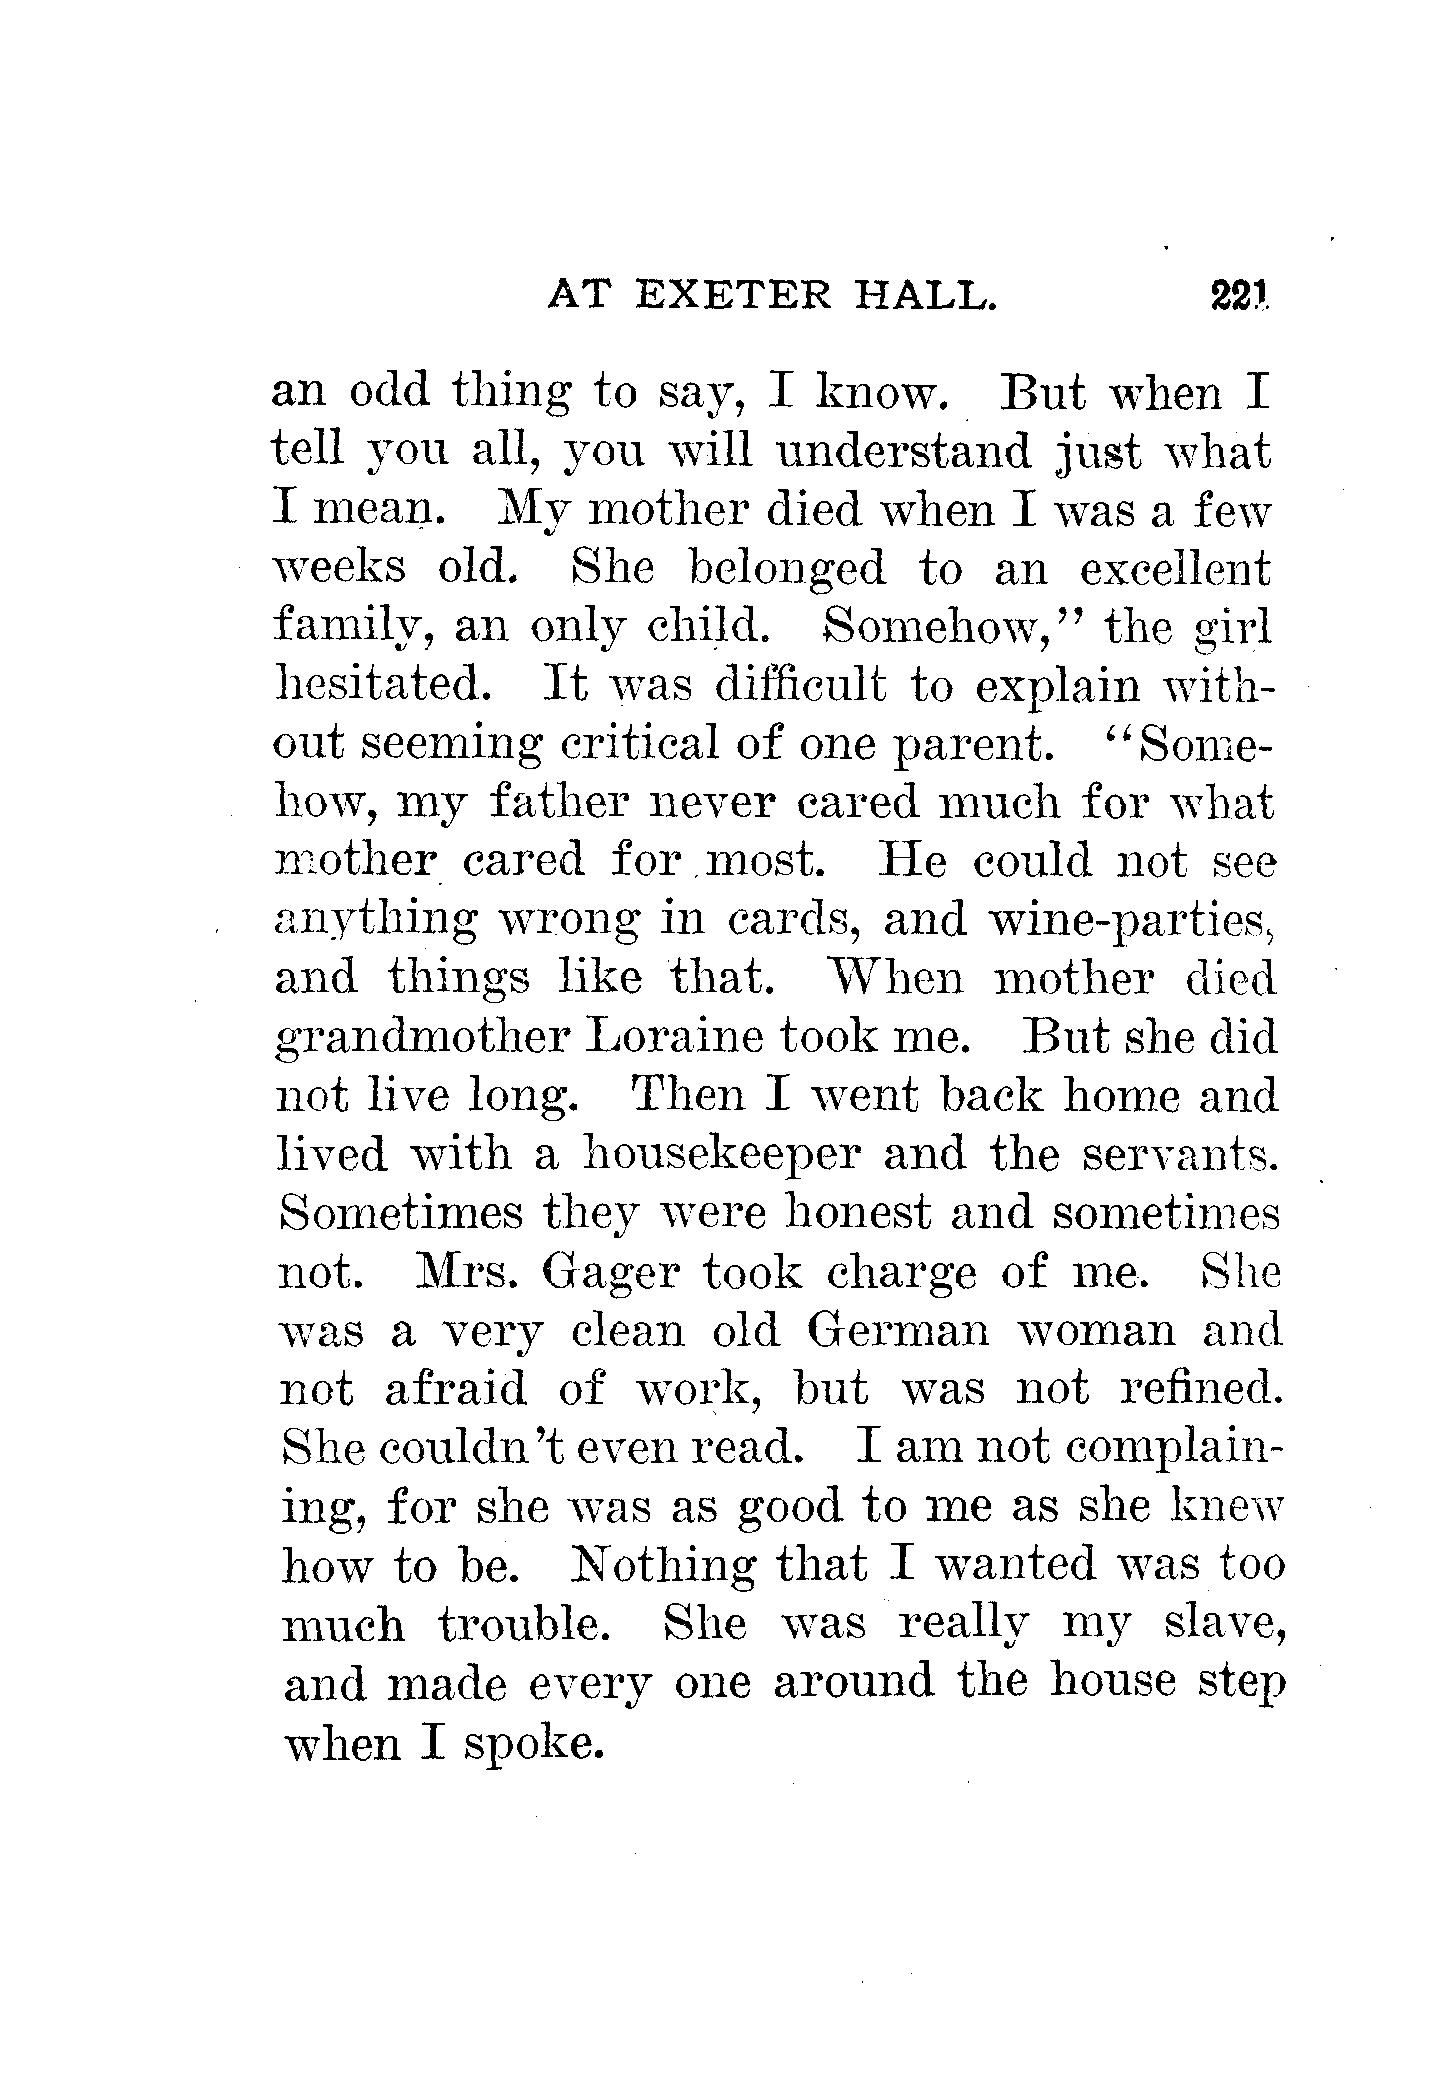 AT EXETER HALL. 221
an odd thing to say, I know. But when I
tell you all, you will understand just what
I mean. My mother died when I was a few
weeks old. She belonged to an excellent
family, an only child. Somehow," the girl
hesitated. It was difficult to explain with-
out seeming critical of one parent. "Some-
how, my father never cared much for what
mother cared for most. He could not see
anything wrong in cards, and wine-parties,
and things like that. When mother died
grandmother Loraine took me. But she did
not live long. Then I went back home and
lived with a housekeeper and the servants.
Sometimes they were honest and sometimes
not. Mrs. Gager took charge of me. She
was a very clean old German woman and
not afraid of work, but was not refined.
She couldn't even read. I am not complain-
ing, for she was as good to me as she knew
how to be. Nothing that I wanted was too
much trouble. She was really my slave,
and made every one around the house step
when I spoke.